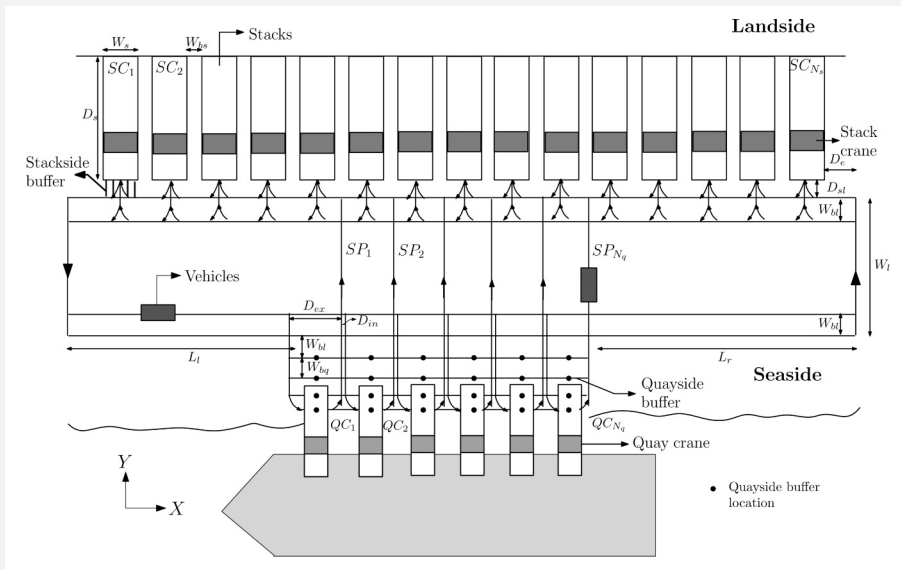 Landside
W_s
W_bs
Stacks
SC_1
SC_2
SC_{N_s}
D_s
Stack
crane
D_e
Stackside
buffer
D_sl
W_bl
SP_1
SP_2
SP_{N_q}
W_l
Vehicles
D_ex
D_in
W_bl
W_bl
L_l
L_r
W_bq
Seaside
Quayside
buffer
QC_1
QC_2
QC_{N_q}
Quay crane
Y
X
Quayside buffer
location